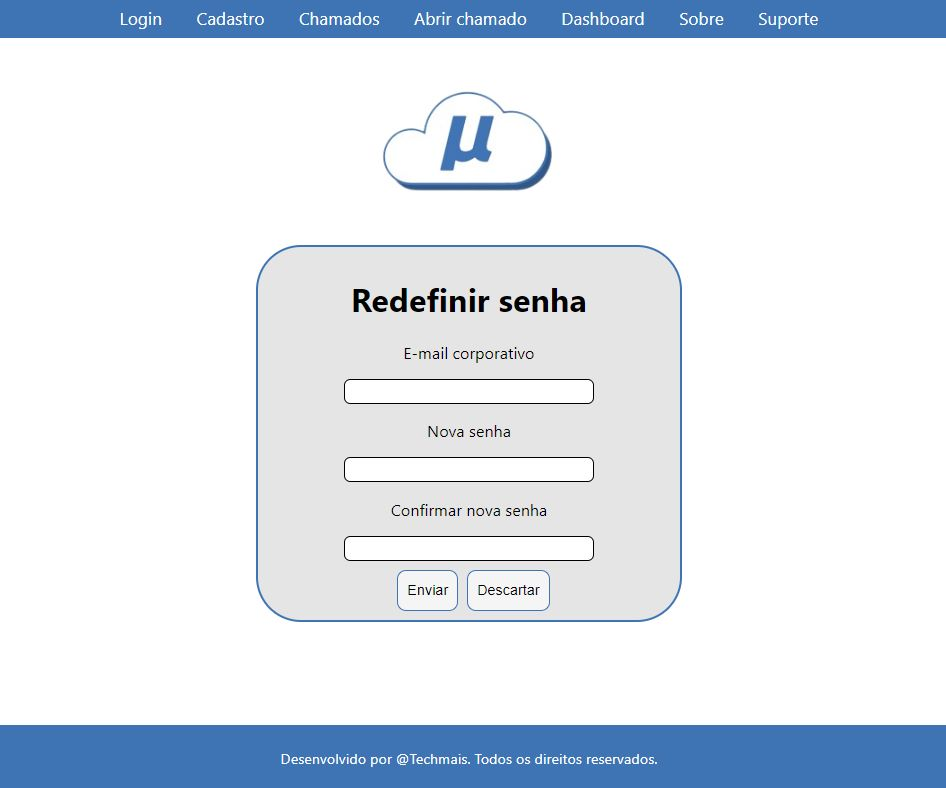 Login Cadastro Chamados Abrir chamado Dashboard Sobre Suporte
μ
Redefinir senha
E-mail corporativo
Nova senha
Confirmar nova senha
Enviar Descartar
Desenvolvido por @Techmais. Todos os direitos reservados.